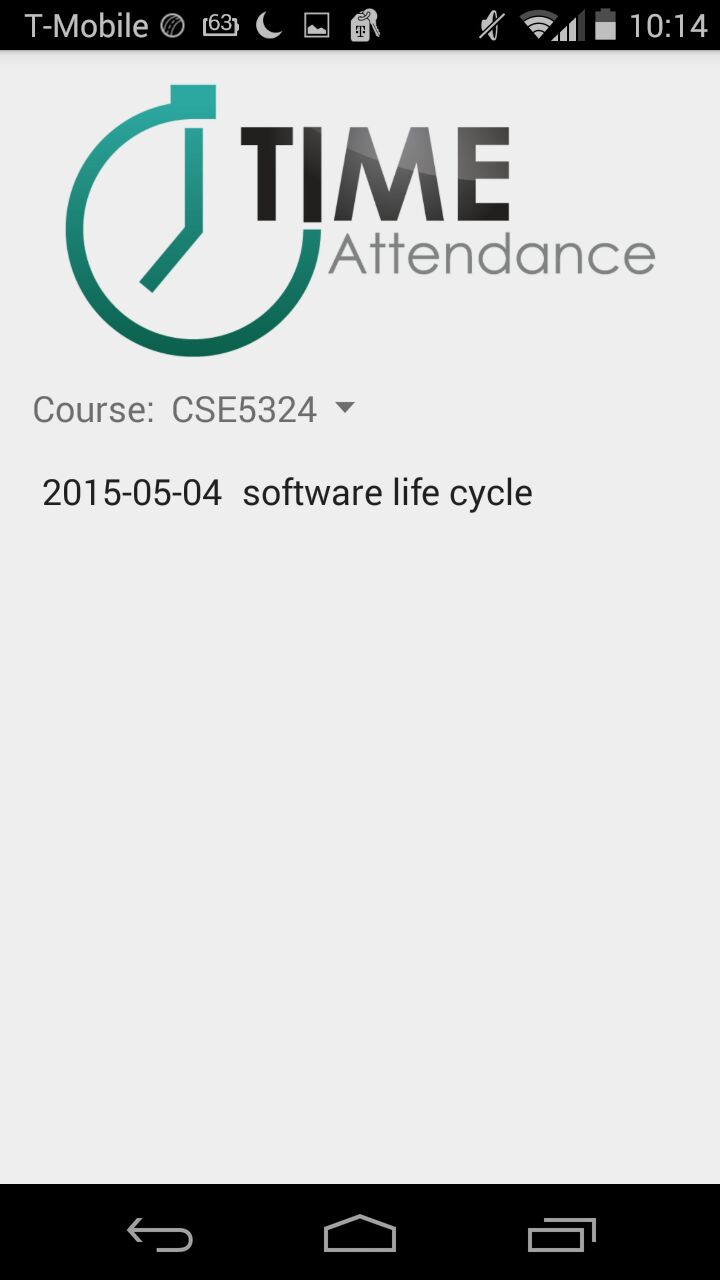 T-Mobile 63 T 10:14
TIME
Attendance
Course: CSE5324
2015-05-04 software life cycle